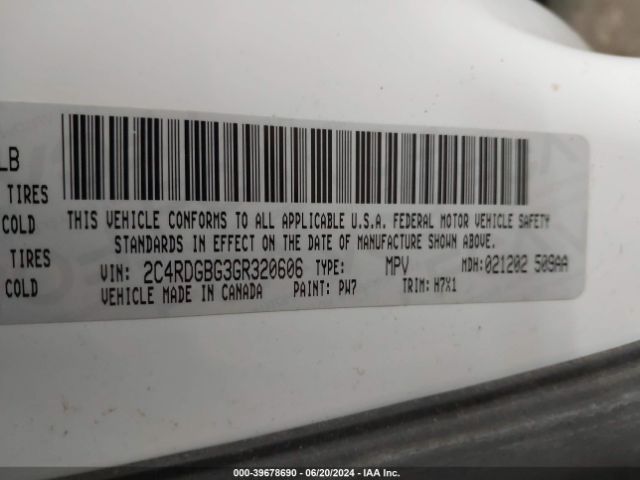 LB
TIRES
COLD
COLD
THIS VEHICLE CONFORMS TO ALL APPLICABLE U.S.A. FEDERAL MOTOR VEHICLE SAFETY
STANDARDS IN EFFECT ON THE DATE OF MANUFACTURE SHOWN ABOVE.
VIN: 2C4RDGBG3GR320606 TYPE: MPV MDH:021202 509AA
VEHICLE MADE IN CANADA PAINT: PW7 TRIM: H7X1
000-39678690 - 06/20/2024 - IAA Inc.